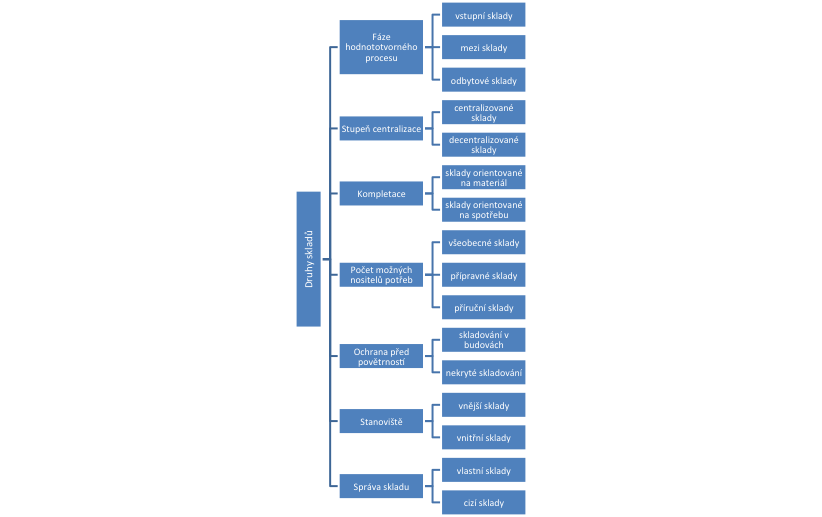 Druhy skladů
Fáze
hodnototvorného
procesu
vstupní sklady
mezi sklady
odbytové sklady
Stupeň centralizace
centralizované
sklady
decentralizované
sklady
Kompletace
sklady orientované
na materiál
sklady orientované
na spotřebu
Počet možných
nositelů potřeb
všeobecné sklady
přípravné sklady
příruční sklady
Ochrana před
povětrností
skladování v
budovách
nekryté skladování
Stanoviště
vnější sklady
vnitřní sklady
Správa skladu
vlastní sklady
cizí sklady